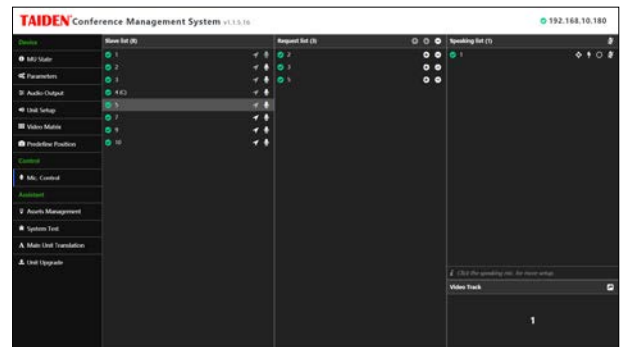 TAIDEN Conference Management System v1.1.5.16
192.168.10.180
Device
MU State
Parameters
Audio Output
Unit Setup
Video Matrix
Predefine Position
Control
Mic. Control
Assistant
Assets Management
System Test
Main Unit Translation
Unit Upgrade
Slave list (8)
1
2
3
4 (C)
5
7
9
10
Request list (3)
2
3
5
Speaking list (1)
1
Click the speaking mic. for more setup.
Video Track
1